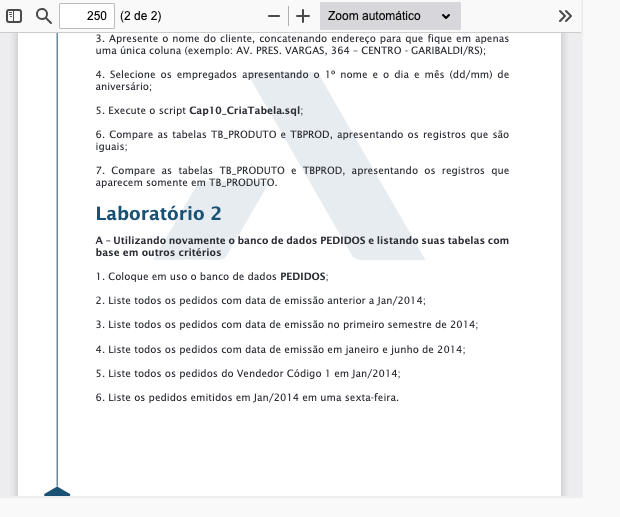 250 (2 de 2) Zoom automático
3. Apresente o nome do cliente, concatenando endereço para que fique em apenas
uma única coluna (exemplo: AV. PRES. VARGAS, 364 – CENTRO - GARIBALDI/RS);
4. Selecione os empregados apresentando o 1º nome e o dia e mês (dd/mm) de
aniversário;
5. Execute o script Cap10_CriaTabela.sql;
6. Compare as tabelas TB_PRODUTO e TBPROD, apresentando os registros que são
iguais;
7. Compare as tabelas TB_PRODUTO e TBPROD, apresentando os registros que
aparecem somente em TB_PRODUTO.
Laboratório 2
A – Utilizando novamente o banco de dados PEDIDOS e listando suas tabelas com
base em outros critérios
1. Coloque em uso o banco de dados PEDIDOS;
2. Liste todos os pedidos com data de emissão anterior a Jan/2014;
3. Liste todos os pedidos com data de emissão no primeiro semestre de 2014;
4. Liste todos os pedidos com data de emissão em janeiro e junho de 2014;
5. Liste todos os pedidos do Vendedor Código 1 em Jan/2014;
6. Liste os pedidos emitidos em Jan/2014 em uma sexta-feira.